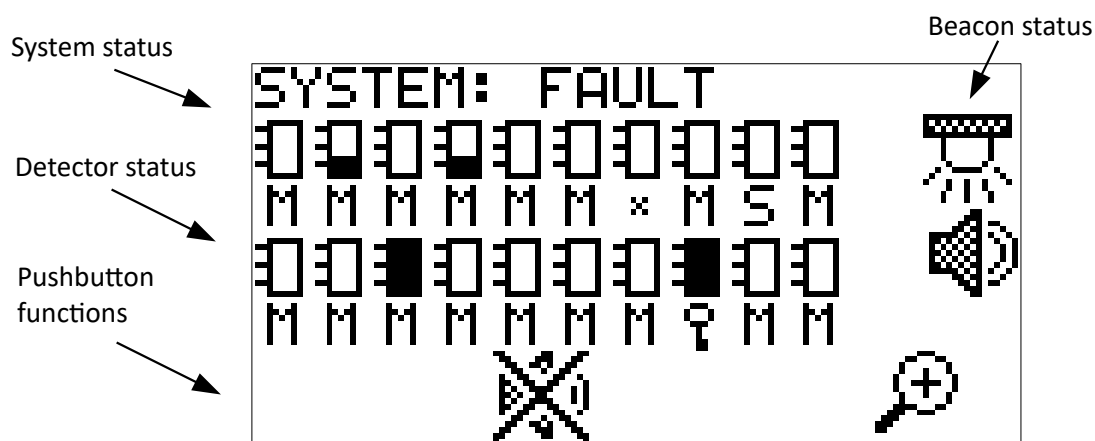 System status
Beacon status
SYSTEM: FAULT
Detector status
M M M M M M × M S M
Pushbutton
functions
M M M M M M M M M